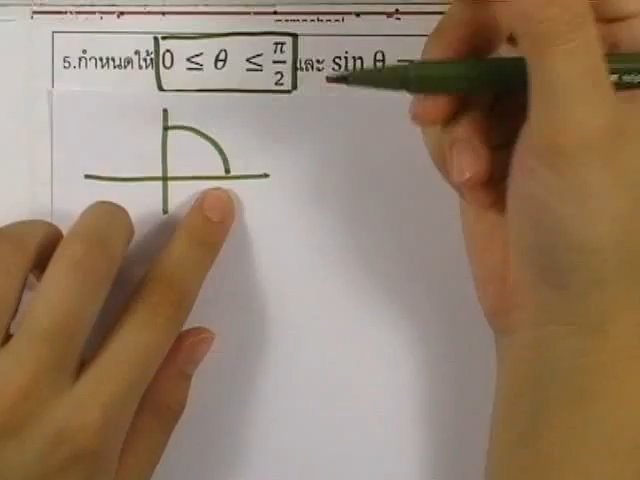 5.กำหนดให้ 0 ≤ θ ≤ π/2 และ sin θ